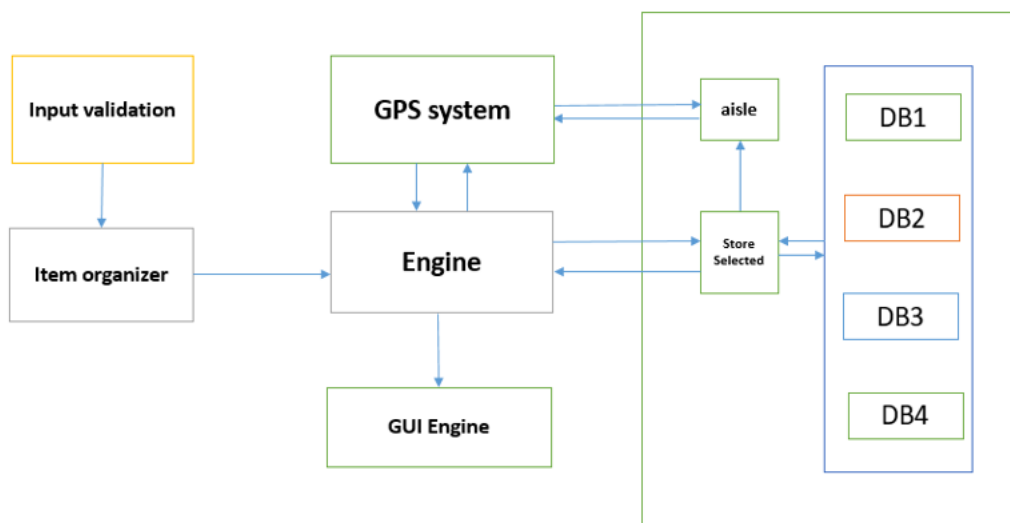 Input validation
GPS system
aisle
DB1
Item organizer
Engine
Store
Selected
DB2
DB3
GUI Engine
DB4